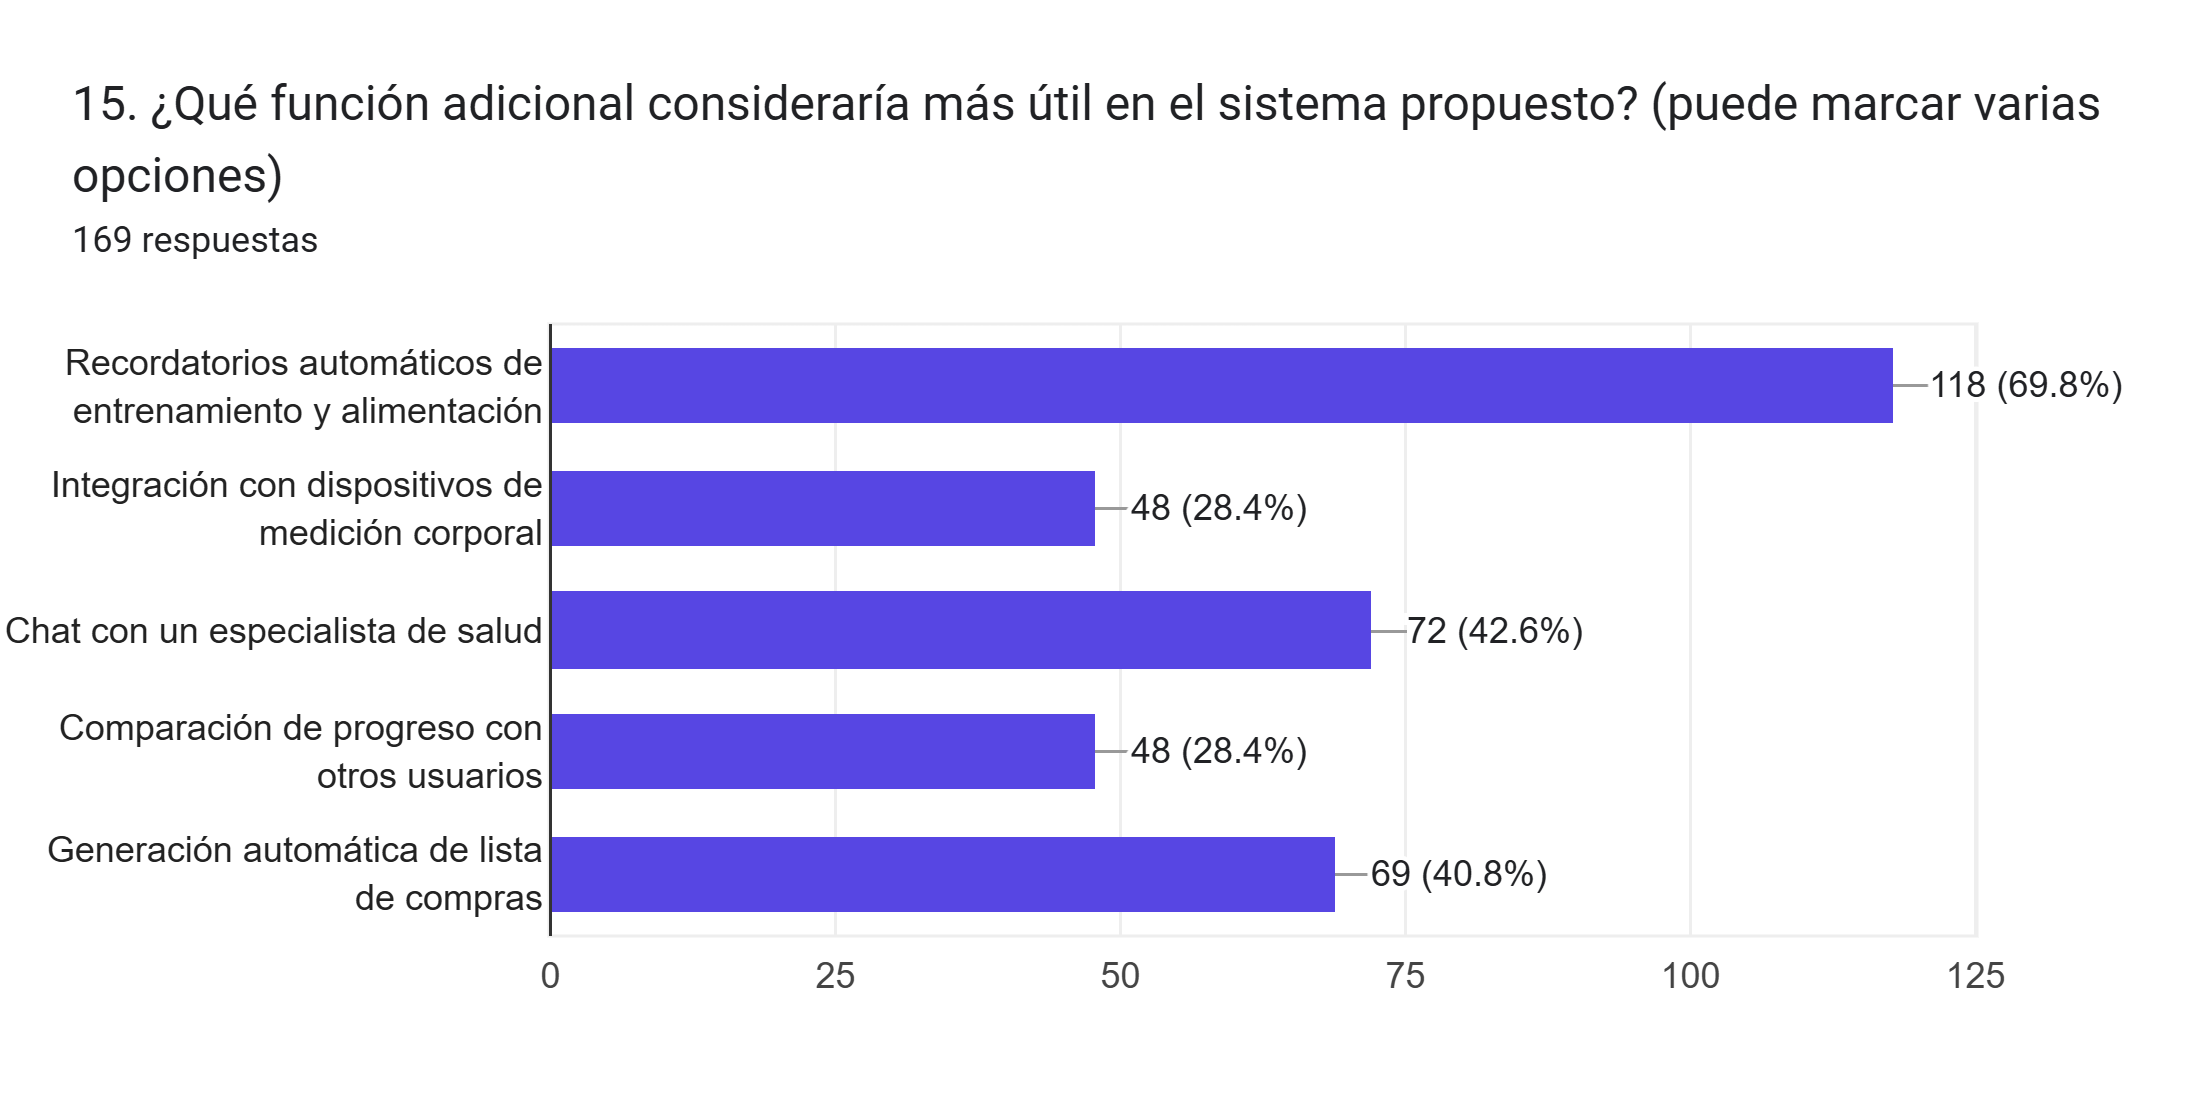 15. ¿Qué función adicional consideraría más útil en el sistema propuesto? (puede marcar varias
opciones)
169 respuestas
Recordatorios automáticos de
entrenamiento y alimentación
118 (69.8%)
Integración con dispositivos de
medición corporal
48 (28.4%)
Chat con un especialista de salud
72 (42.6%)
Comparación de progreso con
otros usuarios
48 (28.4%)
Generación automática de lista
de compras
69 (40.8%)
0 25 50 75 100 125